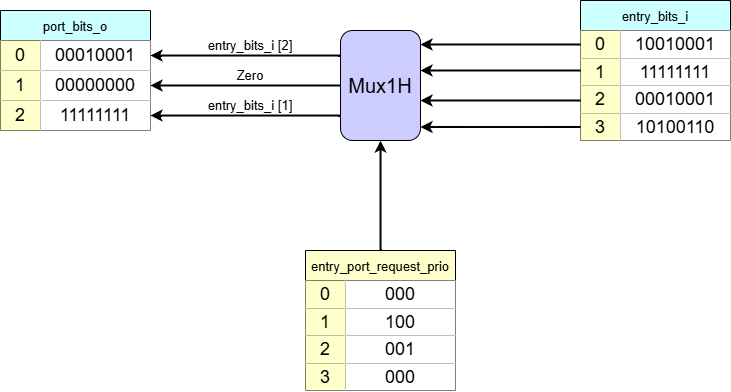 port_bits_o
0 00010001
1 00000000
2 11111111
entry_bits_i [2]
Zero
entry_bits_i [1]
Mux1H
entry_bits_i
0 10010001
1 11111111
2 00010001
3 10100110
entry_port_request_prio
0 000
1 100
2 001
3 000